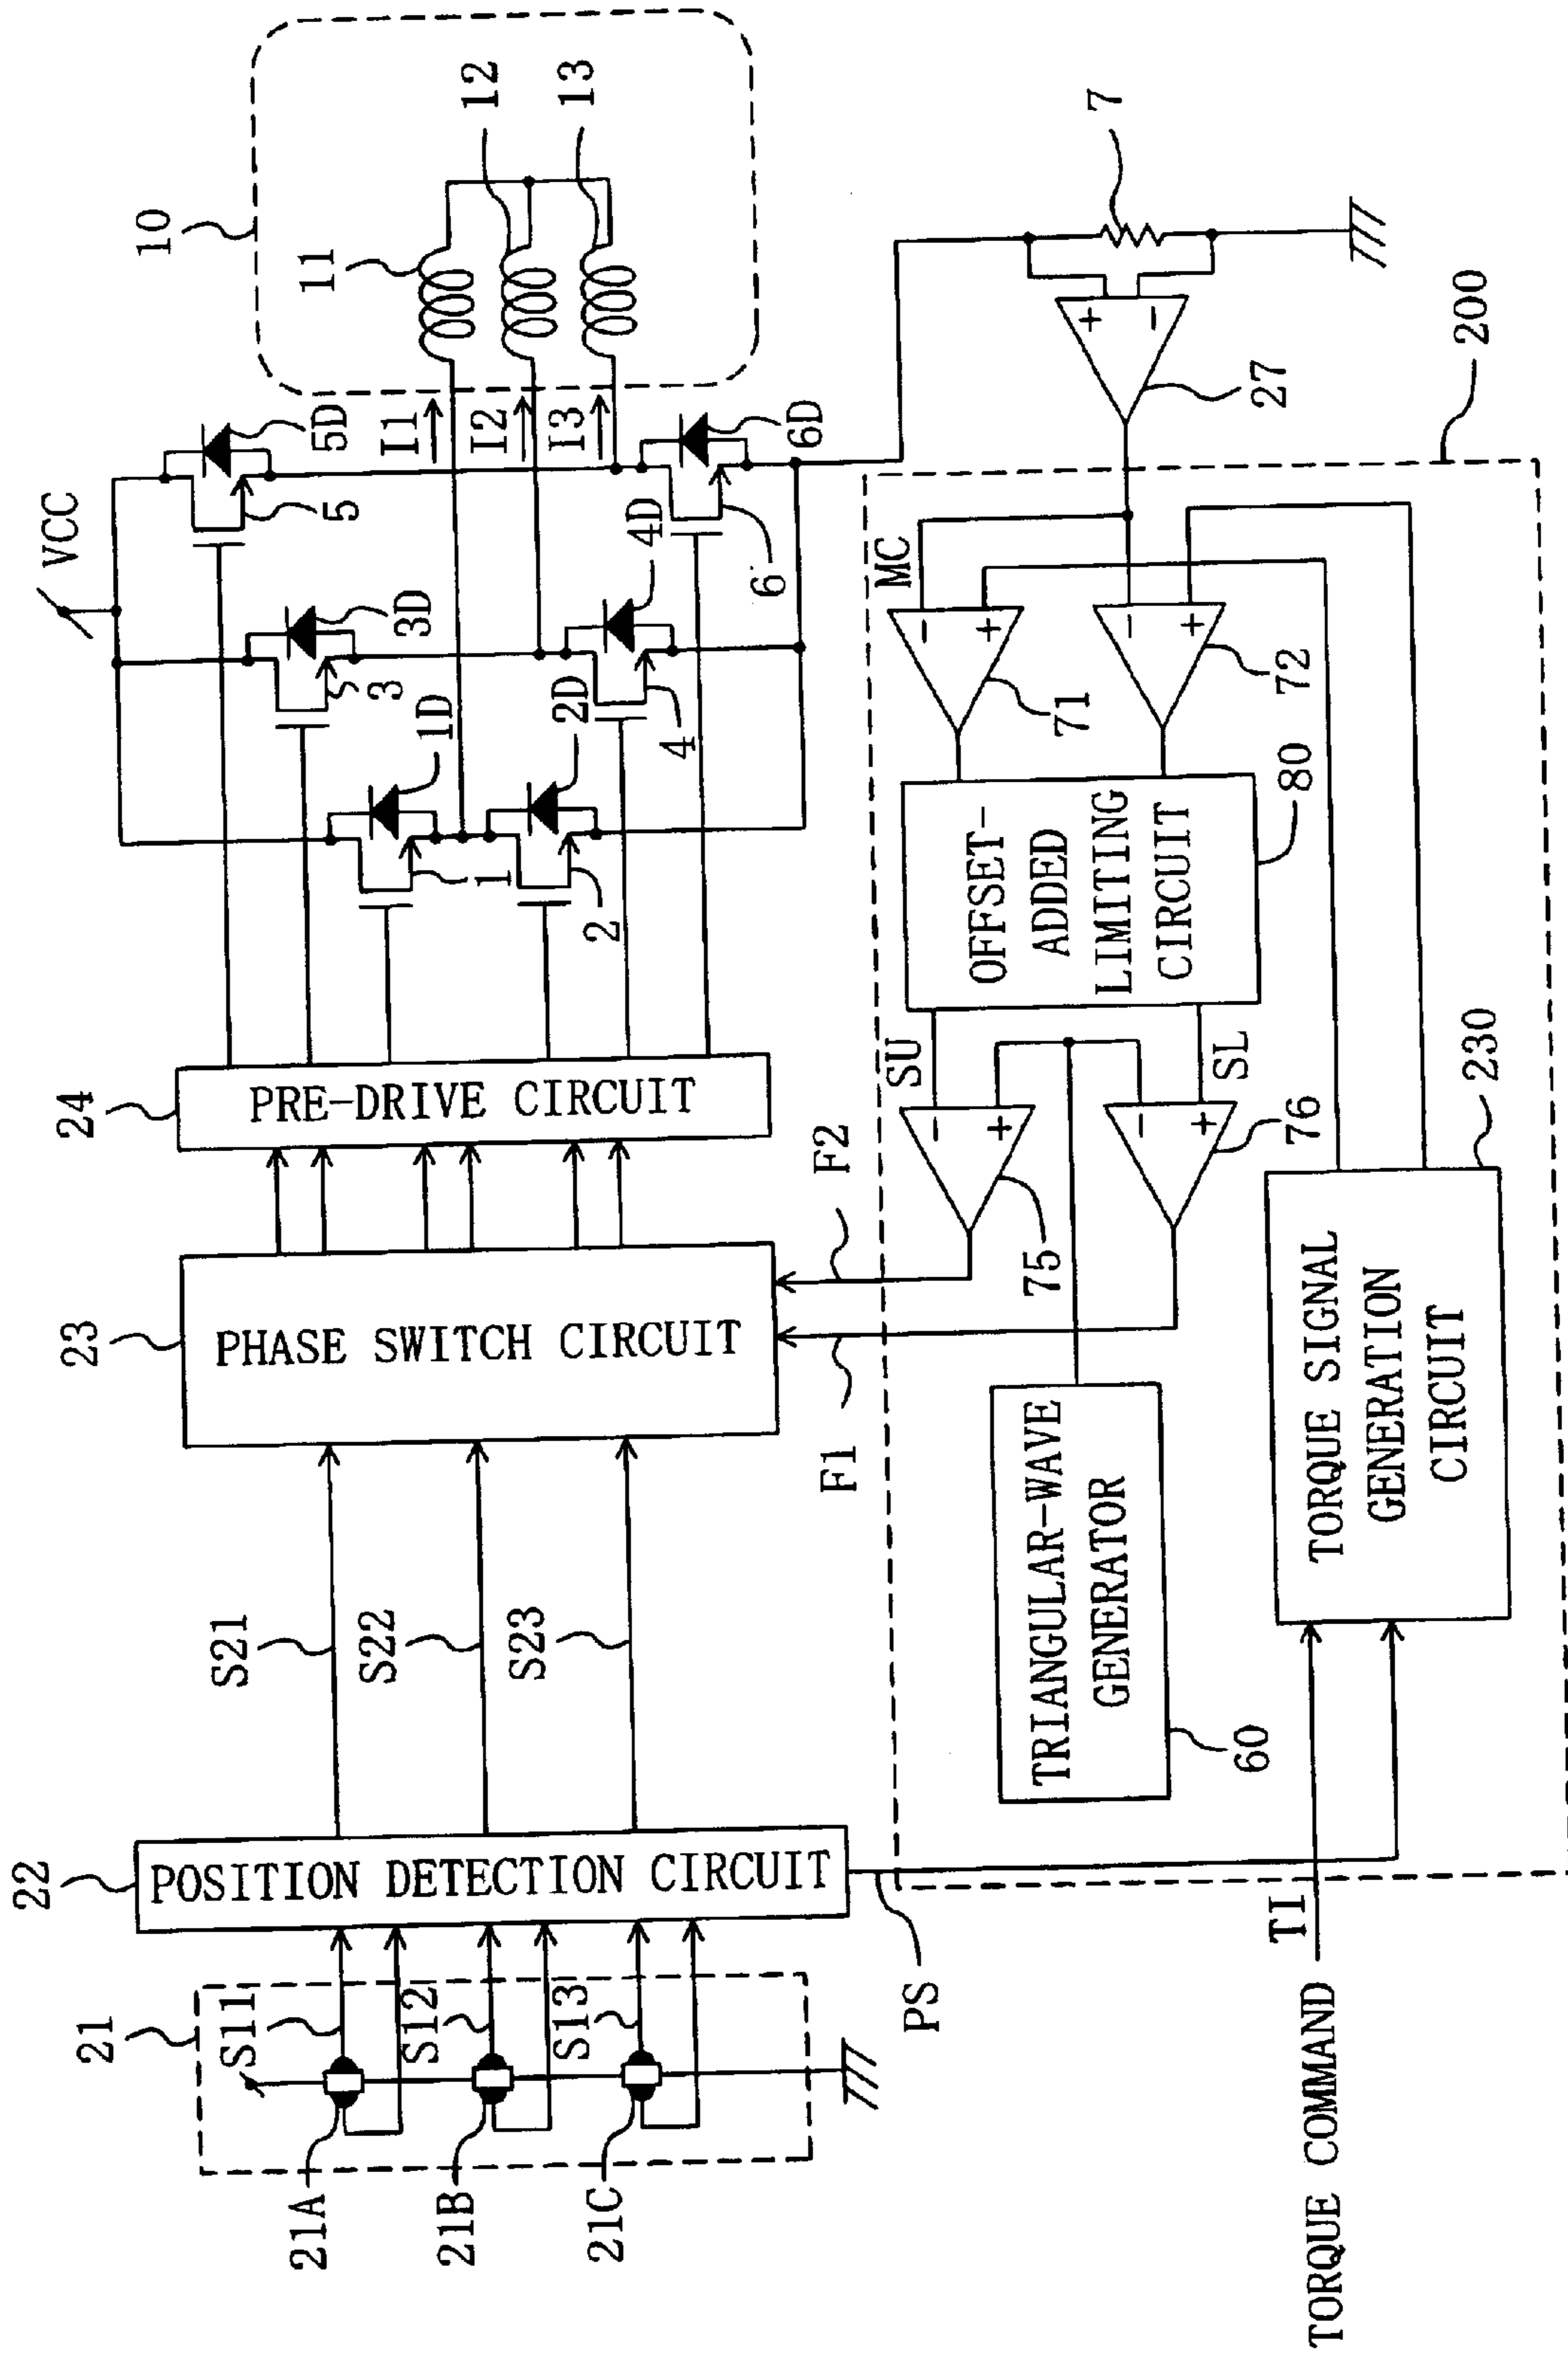 VCC
10
11
12
13
5D
3D
1D
5
3
1
I1
I2
I3
6D
4D
2D
6
4
2
7
27
24
PRE-DRIVE CIRCUIT
23
PHASE SWITCH CIRCUIT
F2
F1
S21
S22
S23
22
POSITION DETECTION CIRCUIT
21
S11
S12
S13
21A
21B
21C
PS
200
MC
-
+
71
-
+
72
+
-
OFFSET-
ADDED
LIMITING
CIRCUIT
80
SU
SL
-
+
75
-
+
76
TRIANGULAR-WAVE
GENERATOR
60
TORQUE SIGNAL
GENERATION
CIRCUIT
230
TORQUE COMMAND TI